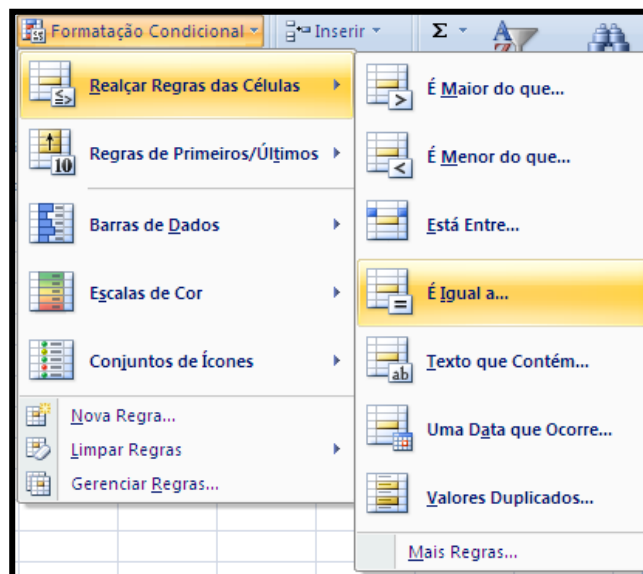 Formatação Condicional
Inserir
Σ
Realçar Regras das Células
Regras de Primeiros/Últimos
Barras de Dados
Escalas de Cor
Conjuntos de Ícones
Nova Regra...
Limpar Regras
Gerenciar Regras...
É Maior do que...
É Menor do que...
Está Entre...
É Igual a...
Texto que Contém...
Uma Data que Ocorre...
Valores Duplicados...
Mais Regras...